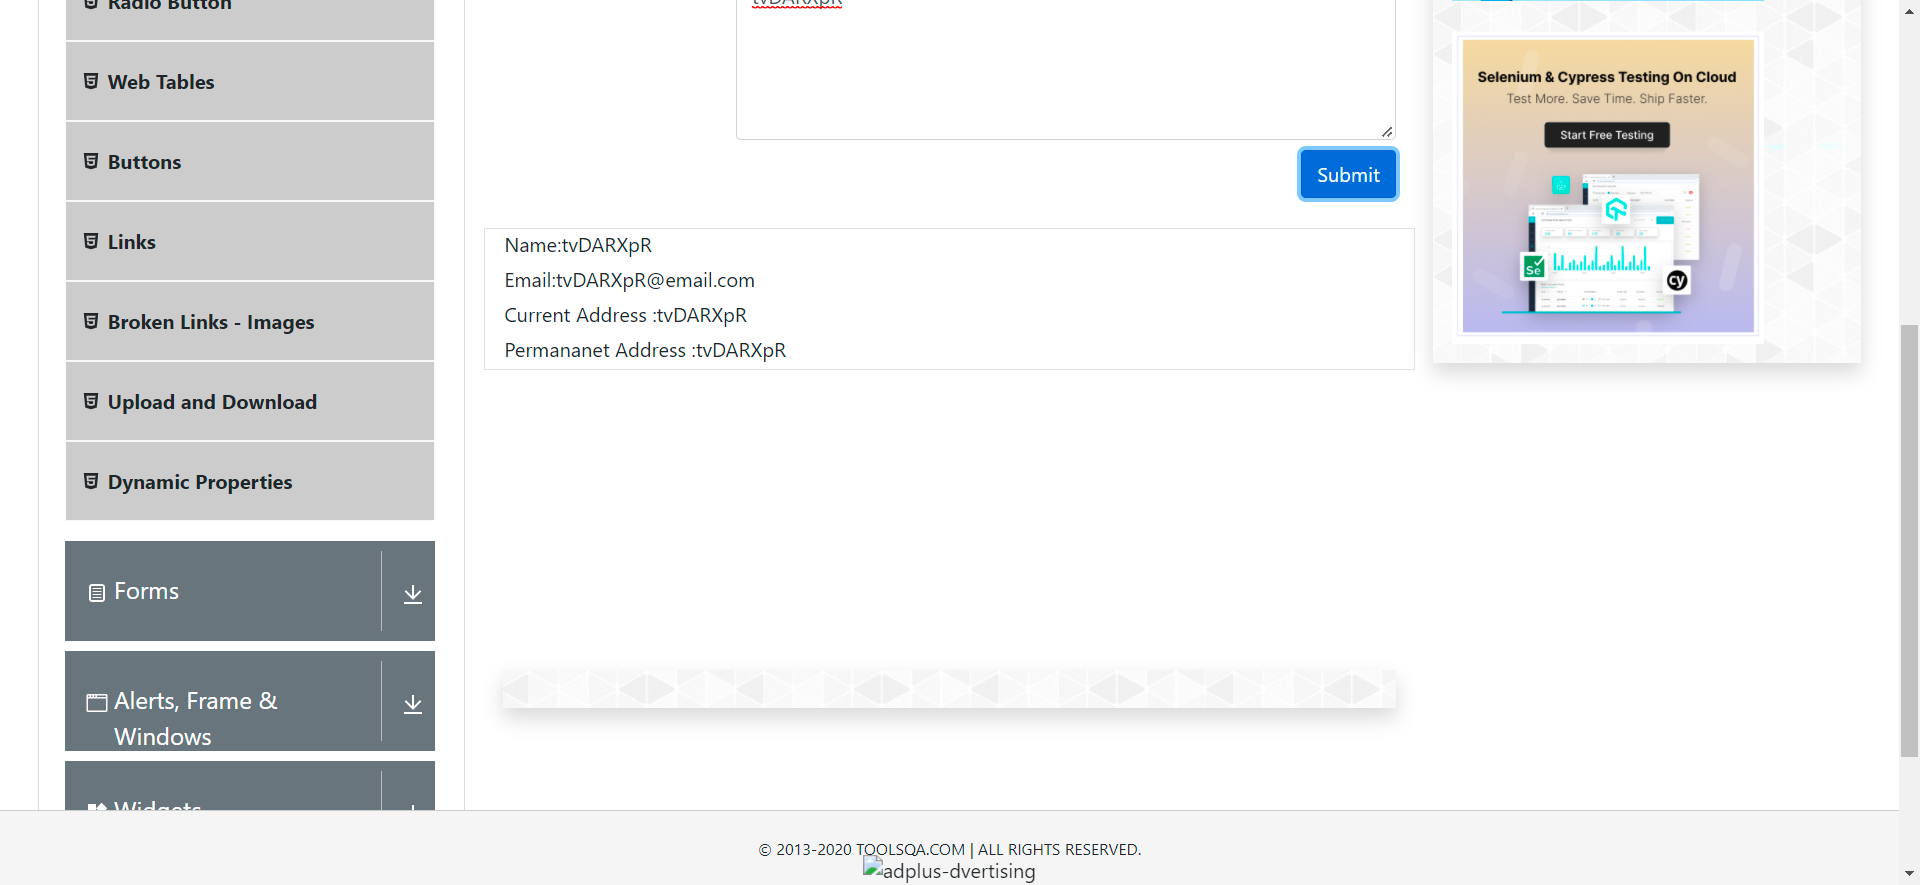 Radio Button
Web Tables
Buttons
Links
Broken Links - Images
Upload and Download
Dynamic Properties
Forms
Alerts, Frame &
Windows
Widgets
tvDARXpR
Submit
Name:tvDARXpR
Email:tvDARXpR@email.com
Current Address :tvDARXpR
Permananet Address :tvDARXpR
Selenium & Cypress Testing On Cloud
Test More. Save Time. Ship Faster.
Start Free Testing
Se
cy
© 2013-2020 TOOLSQA.COM | ALL RIGHTS RESERVED.
adplus-dvertising